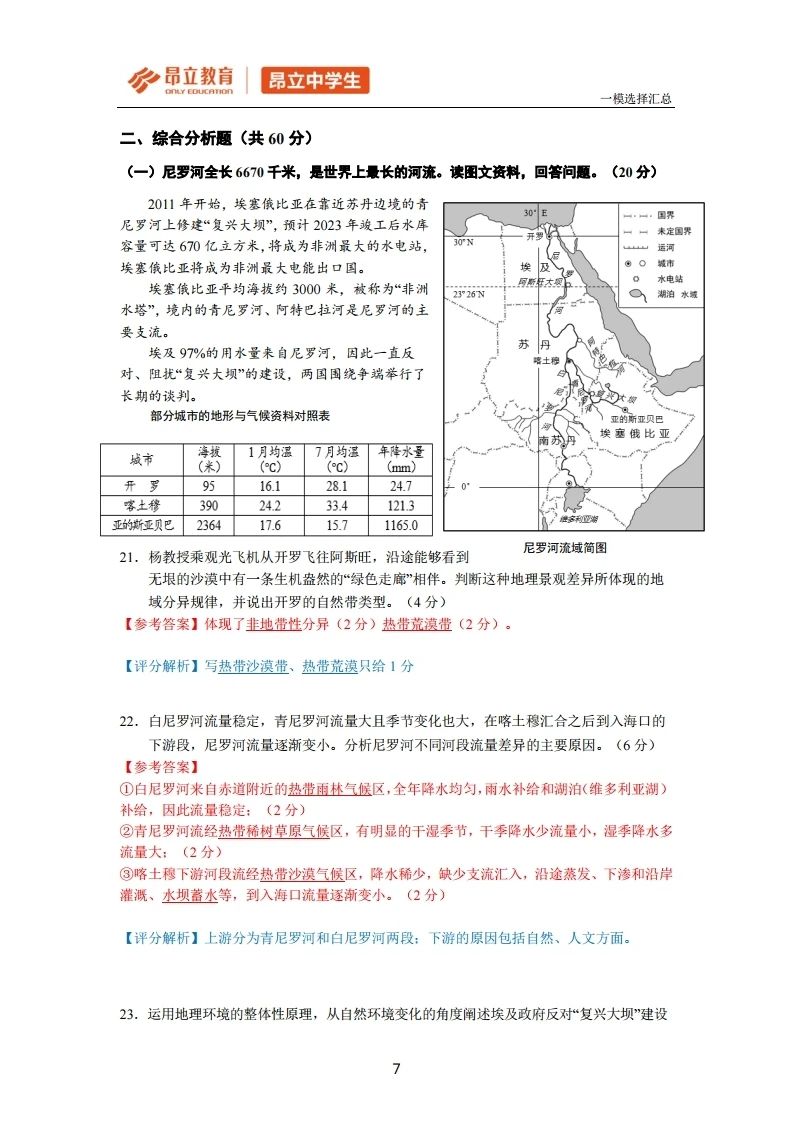 昂立教育
ONLY EDUCATION
昂立中学生
一模选择汇总
二、综合分析题（共 60 分）
（一）尼罗河全长 6670 千米，是世界上最长的河流。读图文资料，回答问题。（20 分）
2011 年开始，埃塞俄比亚在靠近苏丹边境的青
尼罗河上修建“复兴大坝”，预计 2023 年竣工后水库
容量可达 670 亿立方米，将成为非洲最大的水电站，
埃塞俄比亚将成为非洲最大电能出口国。
埃塞俄比亚平均海拔约 3000 米，被称为“非洲
水塔”，境内的青尼罗河、阿特巴拉河是尼罗河的主
要支流。
埃及 97%的用水量来自尼罗河，因此一直反
对、阻扰“复兴大坝”的建设，两国围绕争端举行了
长期的谈判。
部分城市的地形与气候资料对照表
城市 海拔（米） 1 月均温（℃） 7 月均温（℃） 年降水量（mm）
开 罗 95 16.1 28.1 24.7
喀土穆 390 24.2 33.4 121.3
亚的斯亚贝巴 2364 17.6 15.7 1165.0
30° E
30°N
开罗
尼
埃 及
罗
阿斯旺大坝
23°26′N
河
苏 丹
阿特巴拉河
喀土穆
白
青尼罗河
复兴大坝
尼
罗
亚的斯亚贝巴
河
埃塞俄比亚
南苏丹
0°
维多利亚湖
国界
未定国界
运河
城市
水电站
湖泊 水域
尼罗河流域简图
21．杨教授乘观光飞机从开罗飞往阿斯旺，沿途能够看到
无垠的沙漠中有一条生机盎然的“绿色走廊”相伴。判断这种地理景观差异所体现的地
域分异规律，并说出开罗的自然带类型。（4 分）
【参考答案】体现了非地带性分异（2 分）热带荒漠带（2 分）。
【评分解析】写热带沙漠带、热带荒漠只给 1 分
22．白尼罗河流量稳定，青尼罗河流量大且季节变化也大，在喀土穆汇合之后到入海口的
下游段，尼罗河流量逐渐变小。分析尼罗河不同河段流量差异的主要原因。（6 分）
【参考答案】
①白尼罗河来自赤道附近的热带雨林气候区，全年降水均匀，雨水补给和湖泊（维多利亚湖）
补给，因此流量稳定；（2 分）
②青尼罗河流经热带稀树草原气候区，有明显的干湿季节，干季降水少流量小，湿季降水多
流量大；（2 分）
③喀土穆下游河段流经热带沙漠气候区，降水稀少，缺少支流汇入，沿途蒸发、下渗和沿岸
灌溉、水坝蓄水等，到入海口流量逐渐变小。（2 分）
【评分解析】上游分为青尼罗河和白尼罗河两段；下游的原因包括自然、人文方面。
23．运用地理环境的整体性原理，从自然环境变化的角度阐述埃及政府反对“复兴大坝”建设
7